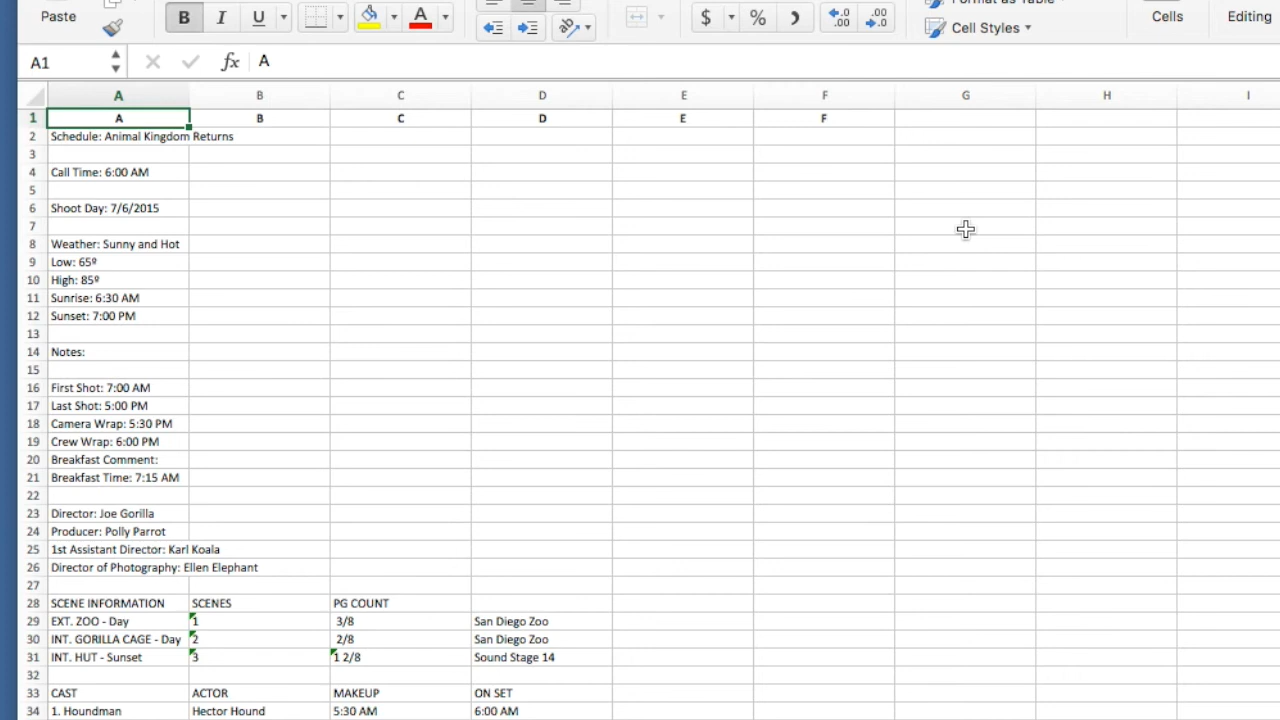 Paste
B I U
A
$ % )
.0 .00
.00 .0
Format as Table
Cell Styles
Cells
Editing
A1 fx A
A B C D E F G H I
1 A B C D E F
2 Schedule: Animal Kingdom Returns
3
4 Call Time: 6:00 AM
5
6 Shoot Day: 7/6/2015
7
8 Weather: Sunny and Hot
9 Low: 65º
10 High: 85º
11 Sunrise: 6:30 AM
12 Sunset: 7:00 PM
13
14 Notes:
15
16 First Shot: 7:00 AM
17 Last Shot: 5:00 PM
18 Camera Wrap: 5:30 PM
19 Crew Wrap: 6:00 PM
20 Breakfast Comment:
21 Breakfast Time: 7:15 AM
22
23 Director: Joe Gorilla
24 Producer: Polly Parrot
25 1st Assistant Director: Karl Koala
26 Director of Photography: Ellen Elephant
27
28 SCENE INFORMATION SCENES PG COUNT
29 EXT. ZOO - Day 1 3/8 San Diego Zoo
30 INT. GORILLA CAGE - Day 2 2/8 San Diego Zoo
31 INT. HUT - Sunset 3 1 2/8 Sound Stage 14
32
33 CAST ACTOR MAKEUP ON SET
34 1. Houndman Hector Hound 5:30 AM 6:00 AM